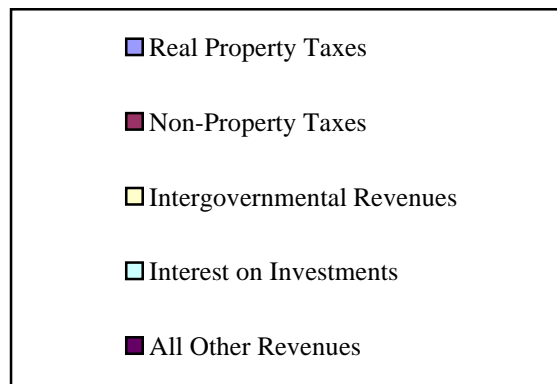 Real Property Taxes
Non-Property Taxes
Intergovernmental Revenues
Interest on Investments
All Other Revenues